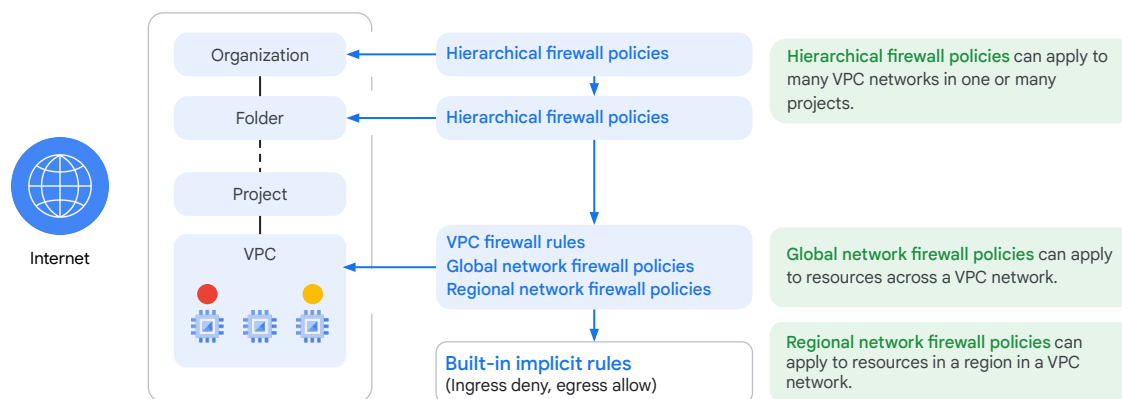 Organization
Hierarchical firewall policies
Hierarchical firewall policies can apply to
many VPC networks in one or many
projects.
Folder
Hierarchical firewall policies
Project
Internet
VPC
VPC firewall rules
Global network firewall policies
Regional network firewall policies
Global network firewall policies can apply
to resources across a VPC network.
Built-in implicit rules
(Ingress deny, egress allow)
Regional network firewall policies can
apply to resources in a region in a VPC
network.